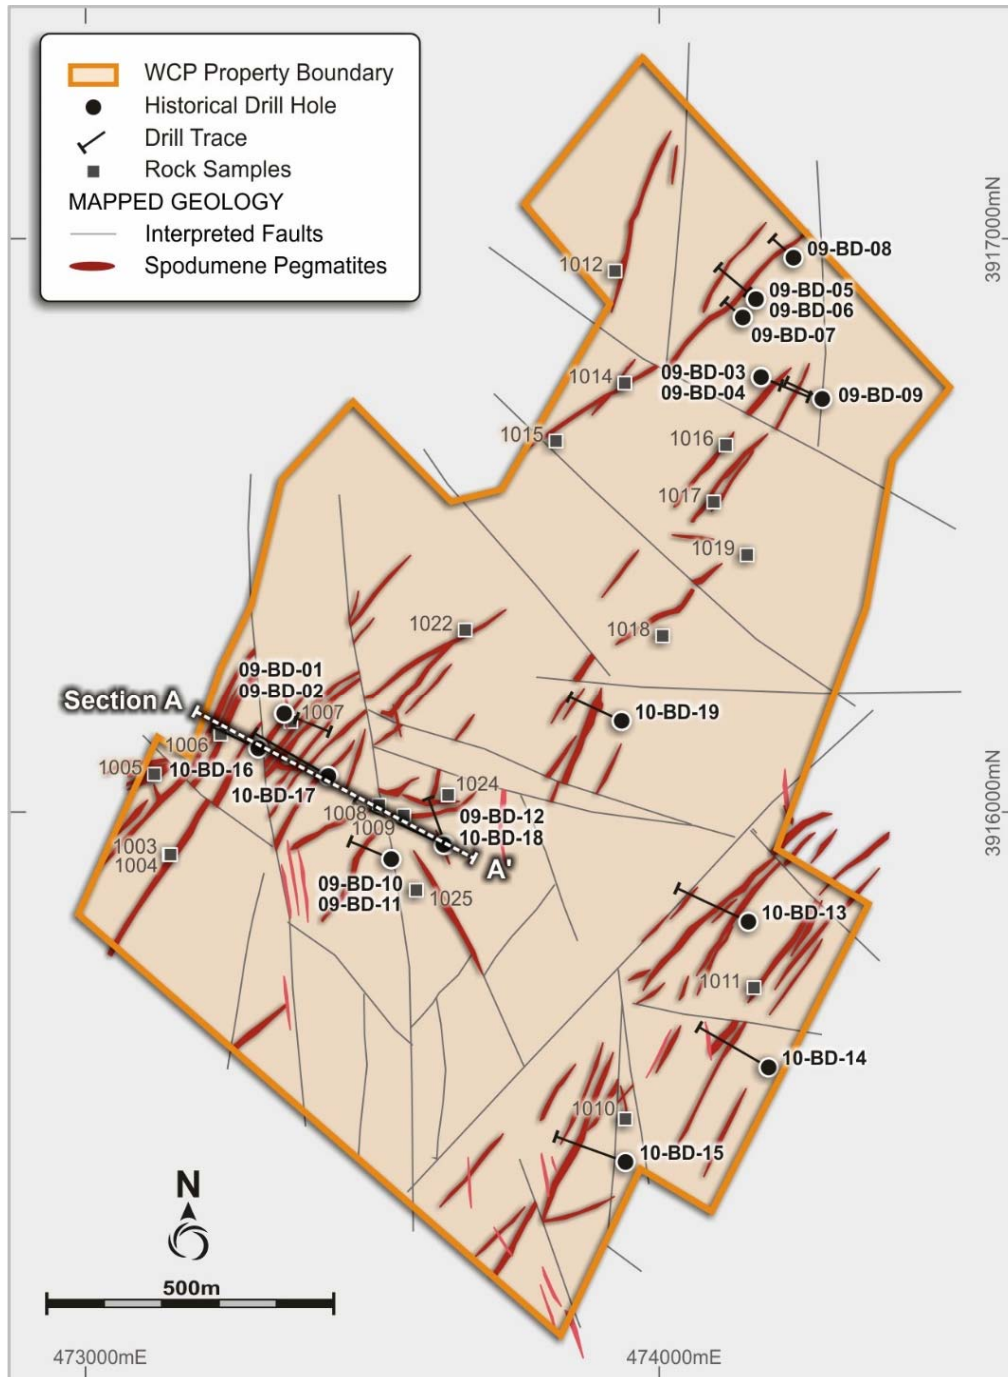 WCP Property Boundary
Historical Drill Hole
Drill Trace
Rock Samples
MAPPED GEOLOGY
Interpreted Faults
Spodumene Pegmatites
3917000mN
1012
09-BD-08
09-BD-05
09-BD-06
09-BD-07
1014
09-BD-03
09-BD-04
09-BD-09
1015
1016
1017
1019
1018
1022
09-BD-01
09-BD-02
Section A
1007
10-BD-19
1006
1005
10-BD-16
10-BD-17
1024
1008
1009
09-BD-12
10-BD-18
A'
3916000mN
1003
1004
09-BD-10
09-BD-11
1025
10-BD-13
1011
10-BD-14
1010
10-BD-15
N
500m
473000mE
474000mE